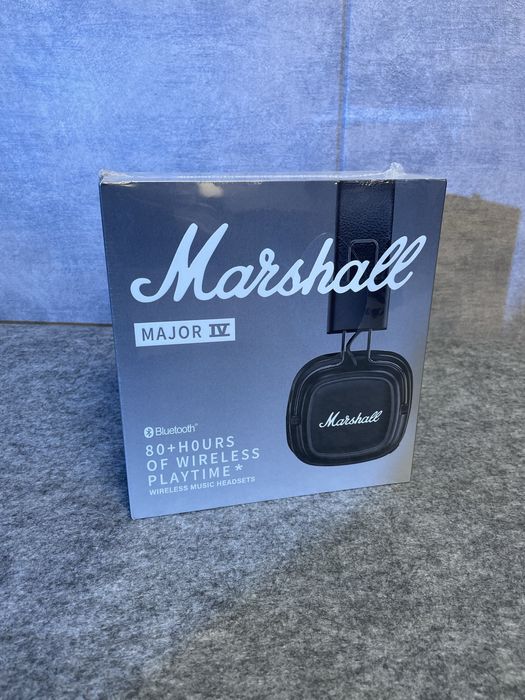 Marshall
MAJOR IV
Bluetooth®
80+HOURS
OF WIRELESS
PLAYTIME*
WIRELESS MUSIC HEADSETS
Marshall